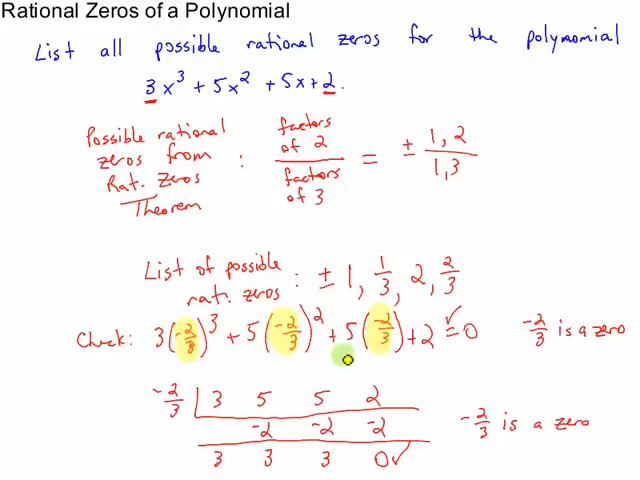 Rational Zeros of a Polynomial
List all possible rational zeros for the polynomial
3x³ + 5x² + 5x + 2.
Possible rational zeros from Rat. Zeros Theorem : factors of 2 / factors of 3 = ± 1, 2 / 1, 3
List of possible rati. zeros : ± 1, 1/3, 2, 2/3
Check: 3(-2/3)³ + 5(-2/3)² + 5(-2/3) + 2 = 0 ✓ -2/3 is a zero
-2/3 | 3 5 5 2
-2 -2 -2 -2/3 is a zero
3 3 3 0 ✓